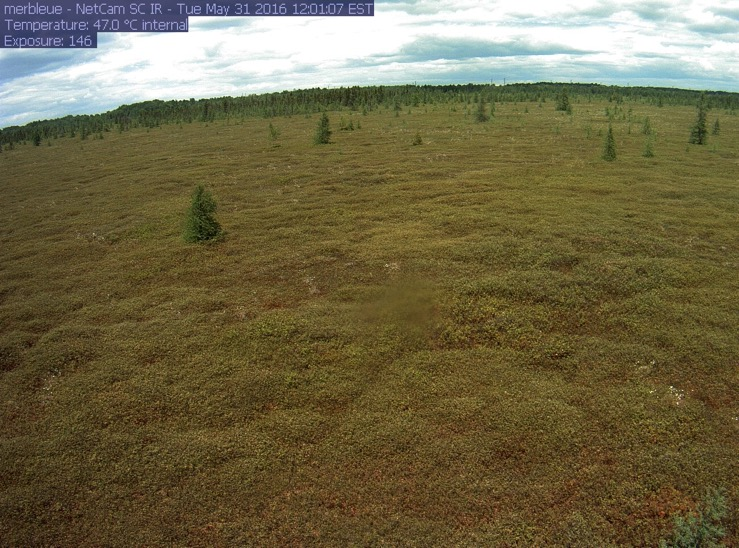 merbleue - NetCam SC IR - Tue May 31 2016 12:01:07 EST
Temperature: 47.0 °C internal
Exposure: 146